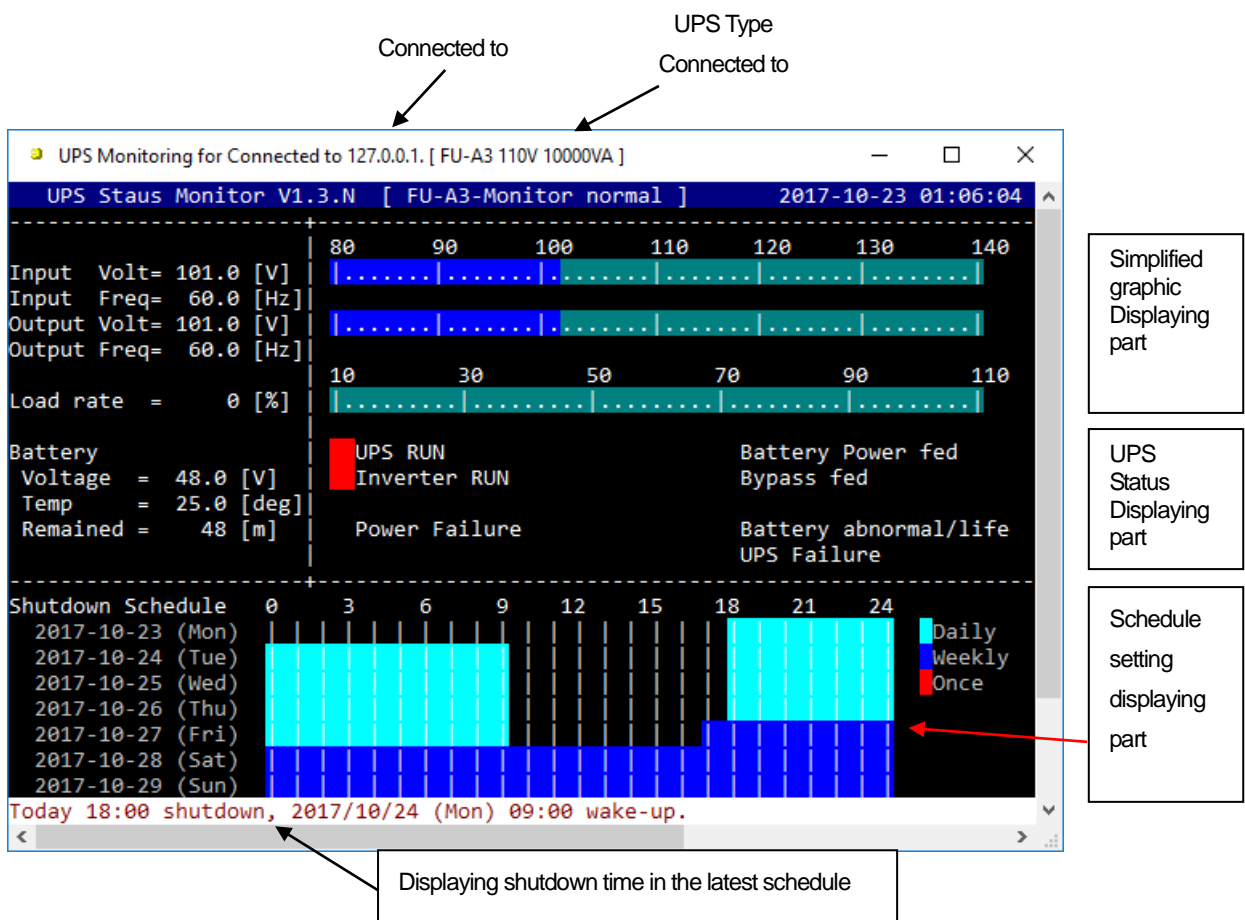 UPS Type
Connected to
Connected to
UPS Monitoring for Connected to 127.0.0.1. [ FU-A3 110V 10000VA ]
UPS Staus Monitor V1.3.N [ FU-A3-Monitor normal ] 2017-10-23 01:06:04
80 90 100 110 120 130 140
Input Volt= 101.0 [V]
Input Freq= 60.0 [Hz]
Output Volt= 101.0 [V]
Output Freq= 60.0 [Hz]
10 30 50 70 90 110
Load rate = 0 [%]
Battery UPS RUN Battery Power fed
Voltage = 48.0 [V] Inverter RUN Bypass fed
Temp = 25.0 [deg]
Remained = 48 [m] Power Failure Battery abnormal/life
UPS Failure
Shutdown Schedule 0 3 6 9 12 15 18 21 24
2017-10-23 (Mon) Daily
2017-10-24 (Tue) Weekly
2017-10-25 (Wed) Once
2017-10-26 (Thu)
2017-10-27 (Fri)
2017-10-28 (Sat)
2017-10-29 (Sun)
Today 18:00 shutdown, 2017/10/24 (Mon) 09:00 wake-up.
Simplified
graphic
Displaying
part
UPS
Status
Displaying
part
Schedule
setting
displaying
part
Displaying shutdown time in the latest schedule